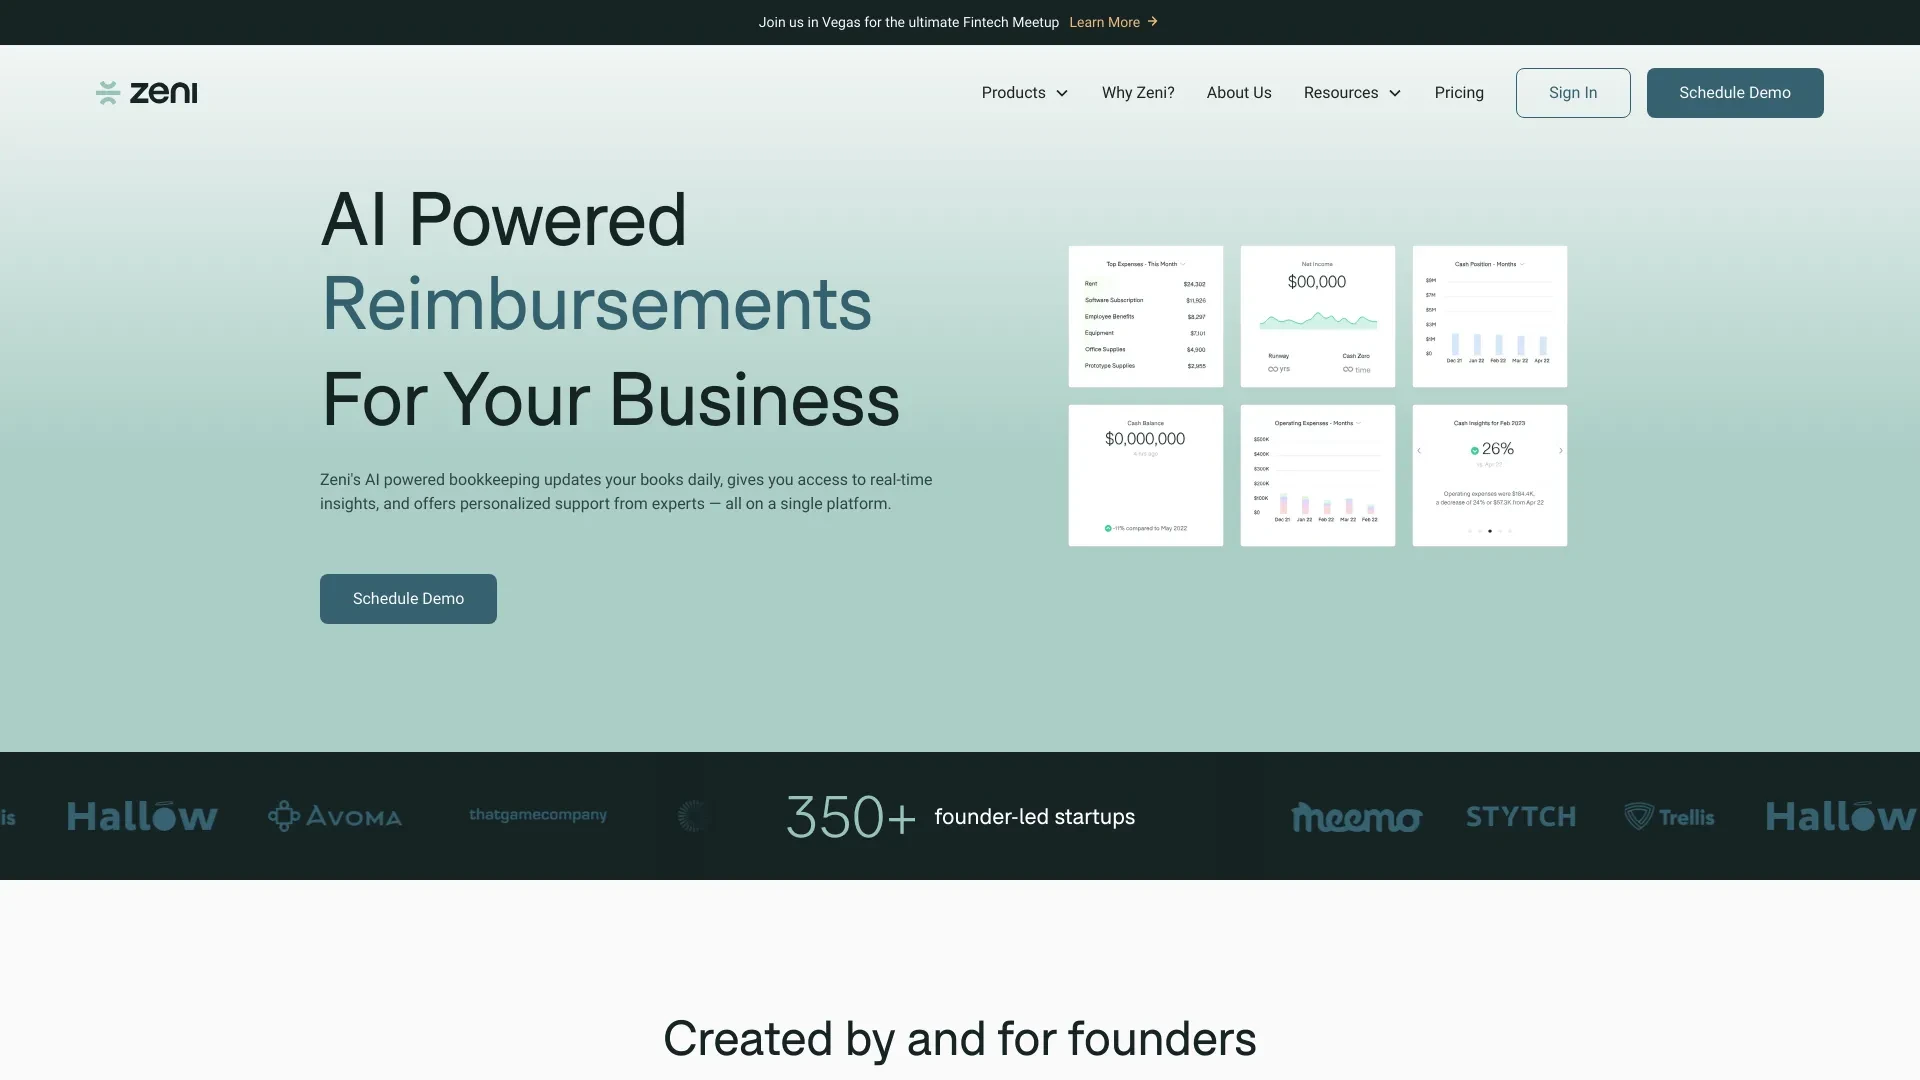 Join us in Vegas for the ultimate Fintech Meetup Learn More
zeni
Products Why Zeni? About Us Resources Pricing Sign In Schedule Demo
AI Powered
Reimbursements
For Your Business
Zeni's AI powered bookkeeping updates your books daily, gives you access to real-time
insights, and offers personalized support from experts — all on a single platform.
Schedule Demo
Top Expenses - This Month
Rent $24,302
Software Subscription $11,926
Employee Benefits $8,297
Equipment $7,101
Office Supplies $4,900
Prototype Supplies $2,955
Net Income
$00,000
Runway Cash Zero
∞ yrs ∞ time
Cash Position - Months
$9M
$7M
$5M
$3M
$1M
$0
Dec 21 Jan 22 Feb 22 Mar 22 Apr 22
Cash Balance
$0,000,000
4 hrs ago
-11% compared to May 2022
Operating Expenses - Months
$500K
$400K
$300K
$200K
$100K
$0
Dec 21 Jan 22 Feb 22 Mar 22 Feb 22
Cash Insights for Feb 2023
26%
vs. Apr 22
Operating expenses were $184.4K,
a decrease of 24% or $57.3K from Apr 22
is Hallow AVOMA thatgamecompany 350+ founder-led startups meemo STYTCH Trellis Hallow
Created by and for founders